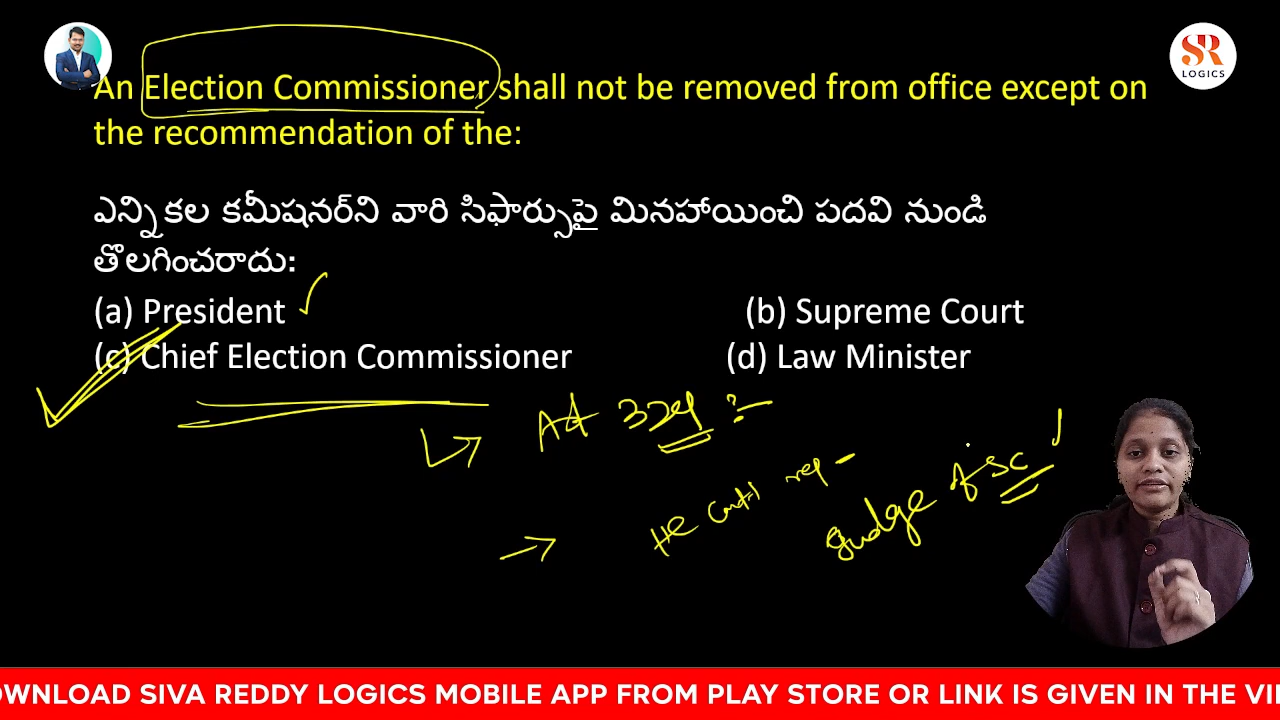 SR
LOGICS
An Election Commissioner shall not be removed from office except on
the recommendation of the:
ఎన్నికల కమీషనర్‌ని వారి సిఫార్సుపై మినహాయించి పదవి నుండి
తొలగించరాదు:
(a) President (b) Supreme Court
(c) Chief Election Commissioner (d) Law Minister
324 :-
Judge of SC
OWNLOAD SIVA REDDY LOGICS MOBILE APP FROM PLAY STORE OR LINK IS GIVEN IN THE VI